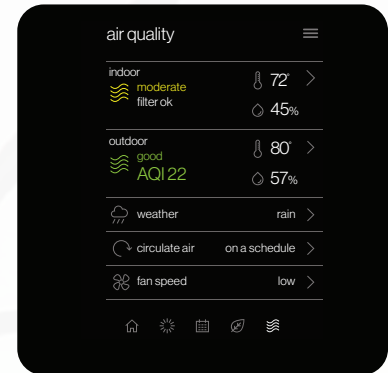 air quality
indoor
moderate
filter ok
72°
45%
outdoor
good
AQI 22
80°
57%
weather rain
circulate air on a schedule
fan speed low